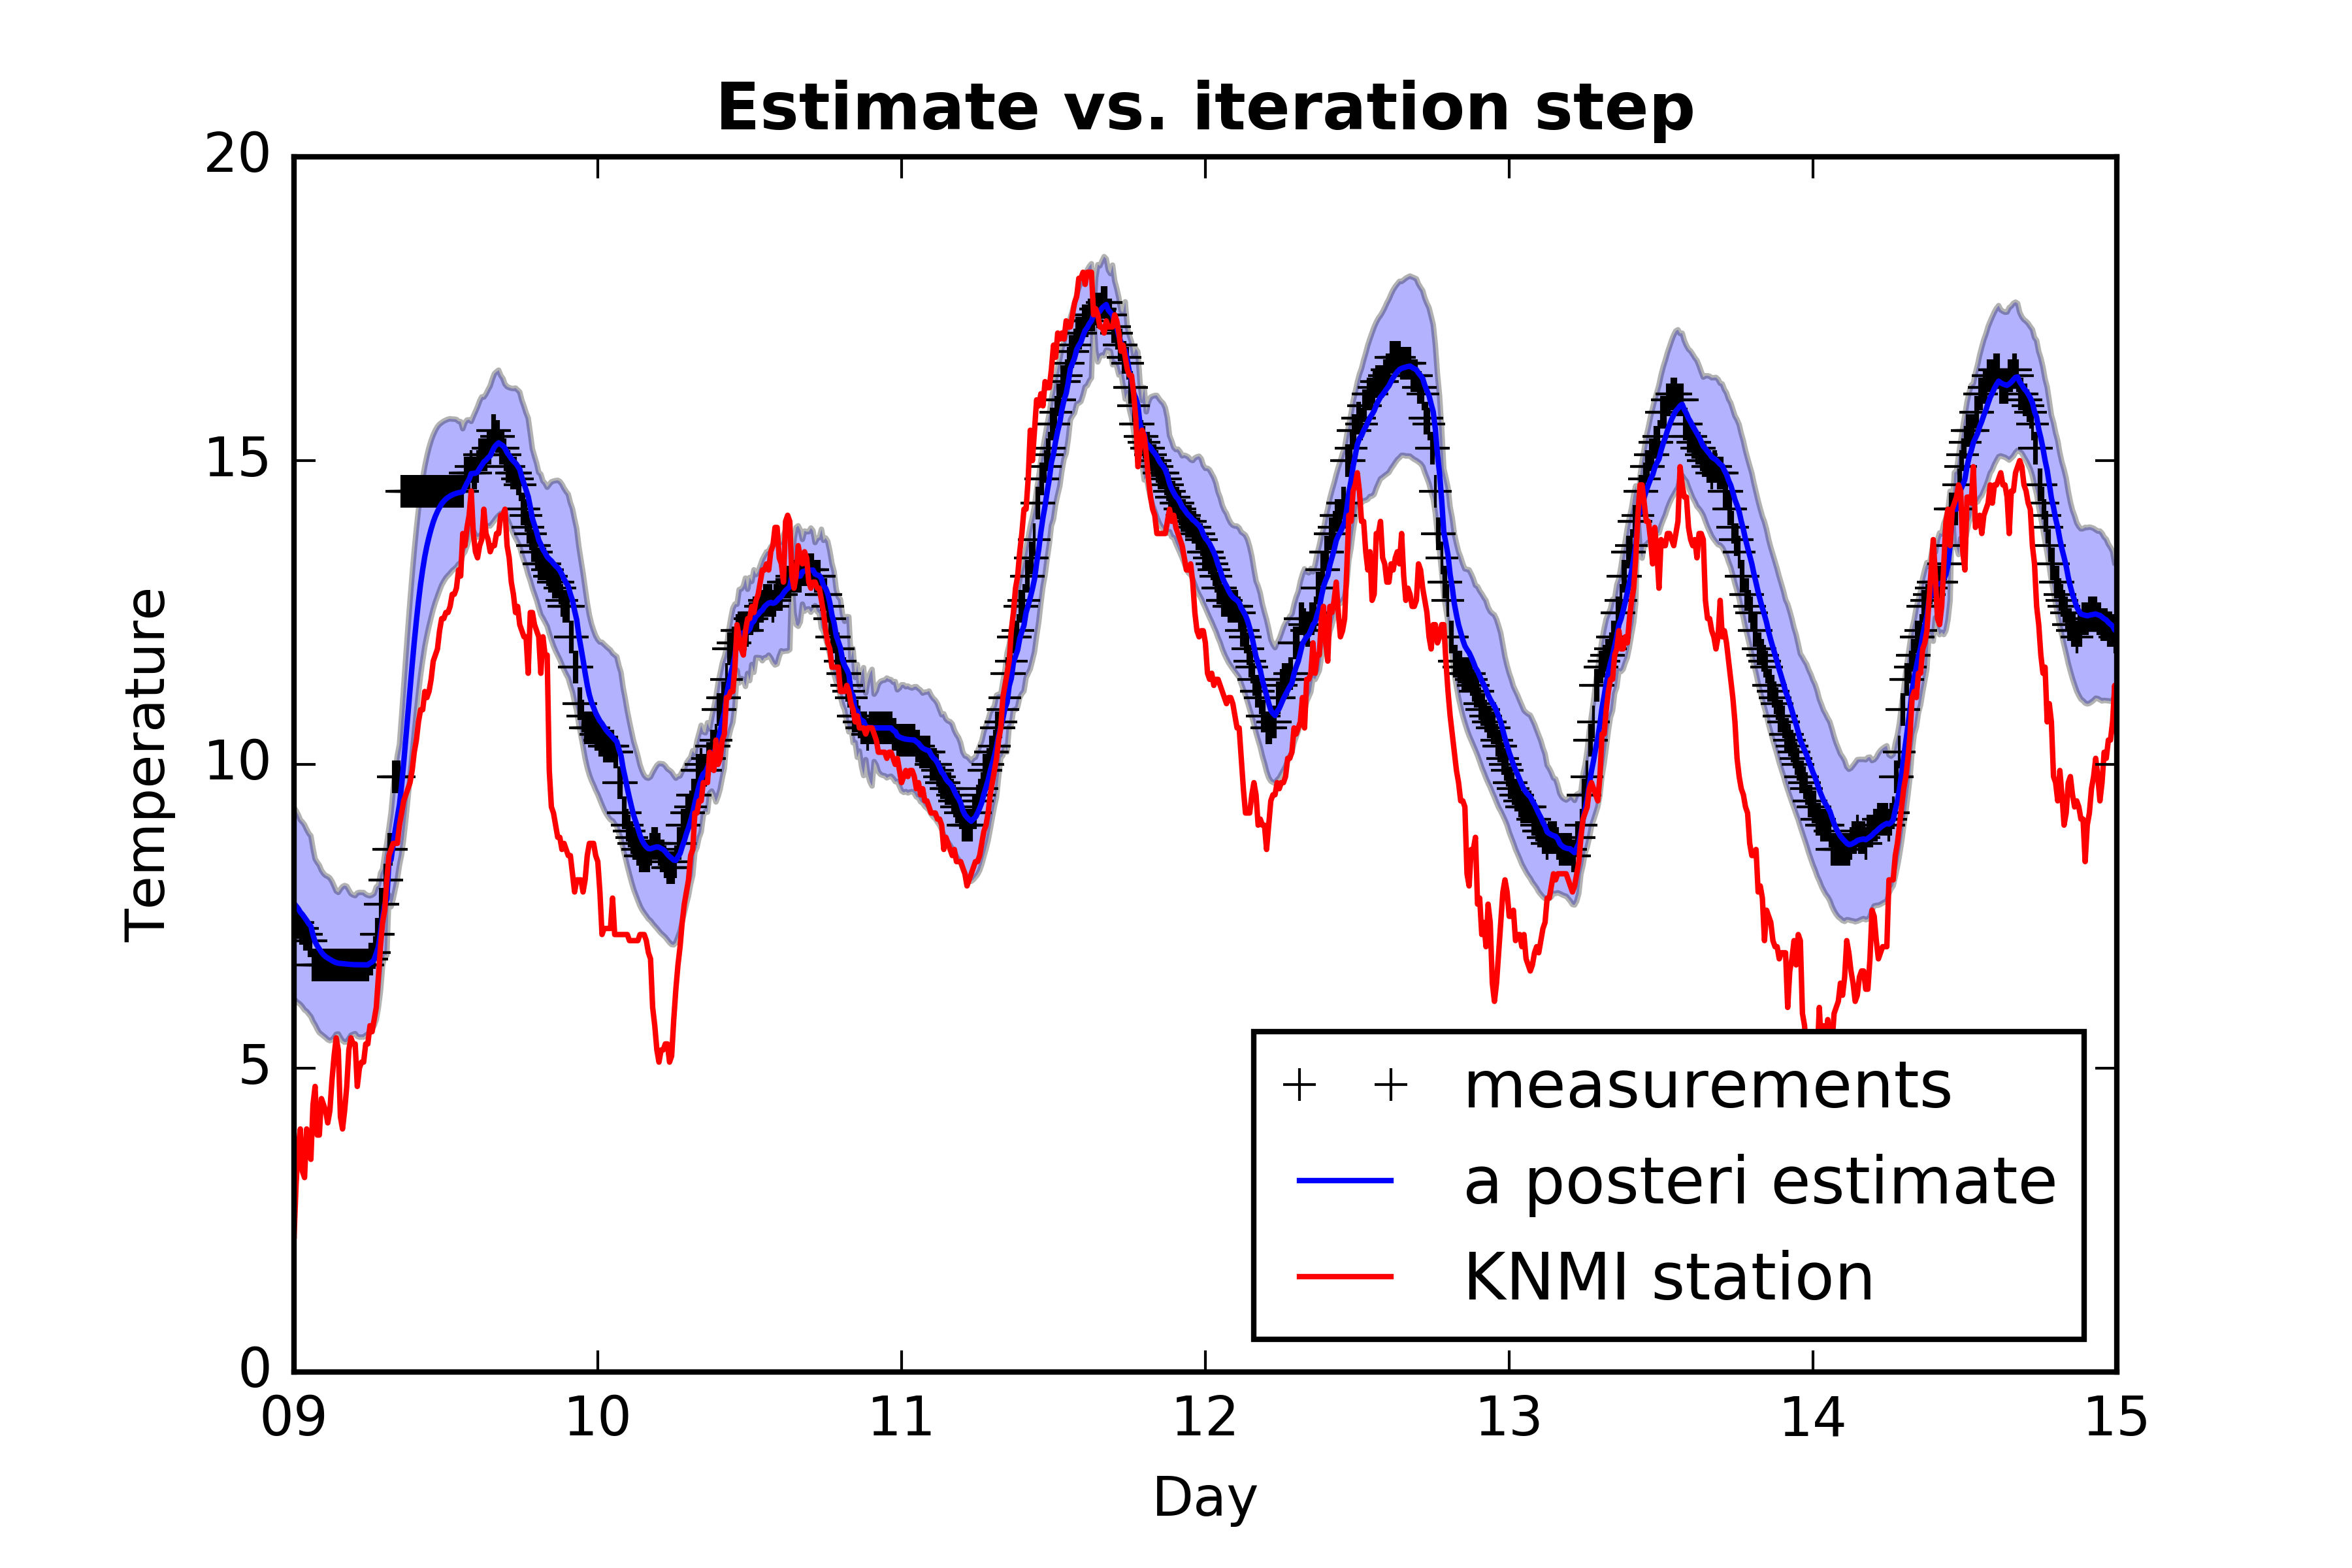 Estimate vs. iteration step
20
15
10
5
0
Temperature
09 10 11 12 13 14 15
Day
measurements
a posteri estimate
KNMI station